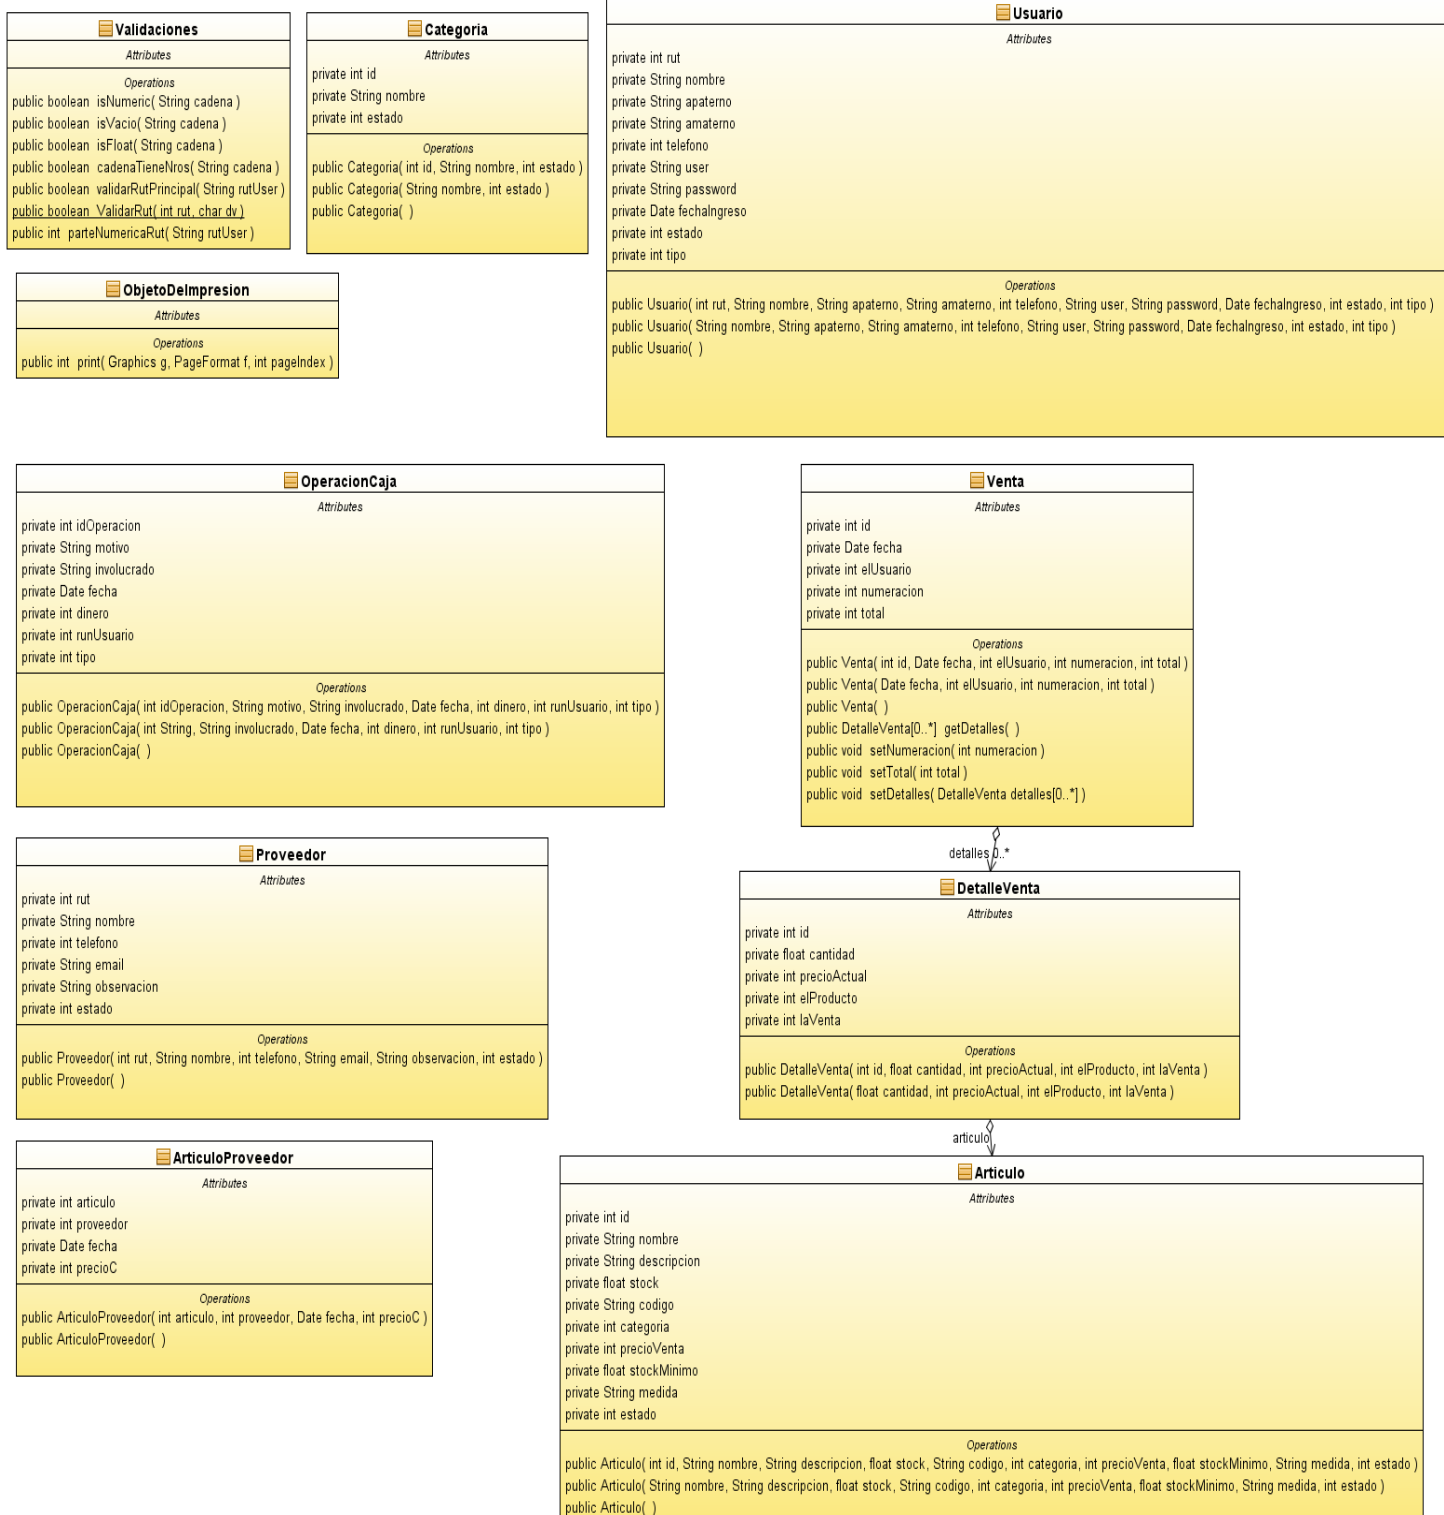 Validaciones
Attributes
Operations
public boolean isNumeric( String cadena )
public boolean isVacio( String cadena )
public boolean isFloat( String cadena )
public boolean cadenaTieneNros( String cadena )
public boolean validarRutPrincipal( String rutUser )
public boolean ValidarRut( int rut, char dv )
public int parteNumericaRut( String rutUser )
Categoria
Attributes
private int id
private String nombre
private int estado
Operations
public Categoria( int id, String nombre, int estado )
public Categoria( String nombre, int estado )
public Categoria( )
Usuario
Attributes
private int rut
private String nombre
private String apaterno
private String amaterno
private int telefono
private String user
private String password
private Date fechaIngreso
private int estado
private int tipo
Operations
public Usuario( int rut, String nombre, String apaterno, String amaterno, int telefono, String user, String password, Date fechaIngreso, int estado, int tipo )
public Usuario( String nombre, String apaterno, String amaterno, int telefono, String user, String password, Date fechaIngreso, int estado, int tipo )
public Usuario( )
ObjetoDeImpresion
Attributes
Operations
public int print( Graphics g, PageFormat f, int pageIndex )
OperacionCaja
Attributes
private int idOperacion
private String motivo
private String involucrado
private Date fecha
private int dinero
private int runUsuario
private int tipo
Operations
public OperacionCaja( int idOperacion, String motivo, String involucrado, Date fecha, int dinero, int runUsuario, int tipo )
public OperacionCaja( int String, String involucrado, Date fecha, int dinero, int runUsuario, int tipo )
public OperacionCaja( )
Venta
Attributes
private int id
private Date fecha
private int elUsuario
private int numeracion
private int total
Operations
public Venta( int id, Date fecha, int elUsuario, int numeracion, int total )
public Venta( Date fecha, int elUsuario, int numeracion, int total )
public Venta( )
public DetalleVenta[0..*] getDetalles( )
public void setNumeracion( int numeracion )
public void setTotal( int total )
public void setDetalles( DetalleVenta detalles[0..*] )
detalles 0..*
Proveedor
Attributes
private int rut
private String nombre
private int telefono
private String email
private String observacion
private int estado
Operations
public Proveedor( int rut, String nombre, int telefono, String email, String observacion, int estado )
public Proveedor( )
DetalleVenta
Attributes
private int id
private float cantidad
private int precioActual
private int elProducto
private int laVenta
Operations
public DetalleVenta( int id, float cantidad, int precioActual, int elProducto, int laVenta )
public DetalleVenta( float cantidad, int precioActual, int elProducto, int laVenta )
articulo
ArticuloProveedor
Attributes
private int articulo
private int proveedor
private Date fecha
private int precioC
Operations
public ArticuloProveedor( int articulo, int proveedor, Date fecha, int precioC )
public ArticuloProveedor( )
Articulo
Attributes
private int id
private String nombre
private String descripcion
private float stock
private String codigo
private int categoria
private int precioVenta
private float stockMinimo
private String medida
private int estado
Operations
public Articulo( int id, String nombre, String descripcion, float stock, String codigo, int categoria, int precioVenta, float stockMinimo, String medida, int estado )
public Articulo( String nombre, String descripcion, float stock, String codigo, int categoria, int precioVenta, float stockMinimo, String medida, int estado )
public Articulo( )